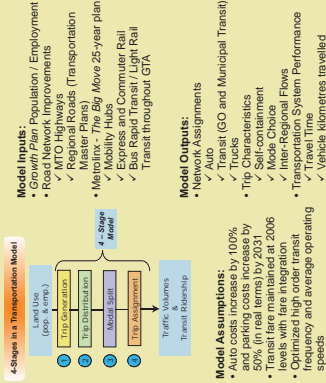 4-Stages in a Transportation Model
Land Use
(pop. & emp.)
1 Trip Generation
2 Trip Distribution
3 Modal Split
4 Trip Assignment
4 – Stage
Model
Traffic Volumes
&
Transit Ridership
Model Assumptions:
• Auto costs increase by 100%
and parking costs increase by
50% (in real terms) by 2031
• Transit fare maintained at 2006
levels with fare integration
• Optimized high order transit
frequency and average operating
speeds
Model Inputs:
• Growth Plan Population / Employment
• Road Network Improvements
✓ MTO Highways
✓ Regional Roads (Transportation
Master Plans)
• Metrolinx - The Big Move 25-year plan
✓ Mobility Hubs
✓ Express and Commuter Rail
✓ Bus Rapid Transit / Light Rail
Transit throughout GTA
Model Outputs:
• Network Assignments
✓ Auto
✓ Transit (GO and Municipal Transit)
✓ Trucks
• Trip Characteristics
✓ Self-containment
✓ Mode Choice
✓ Inter-Regional Flows
• Transportation System Performance
✓ Travel Time
✓ Vehicle kilometres travelled